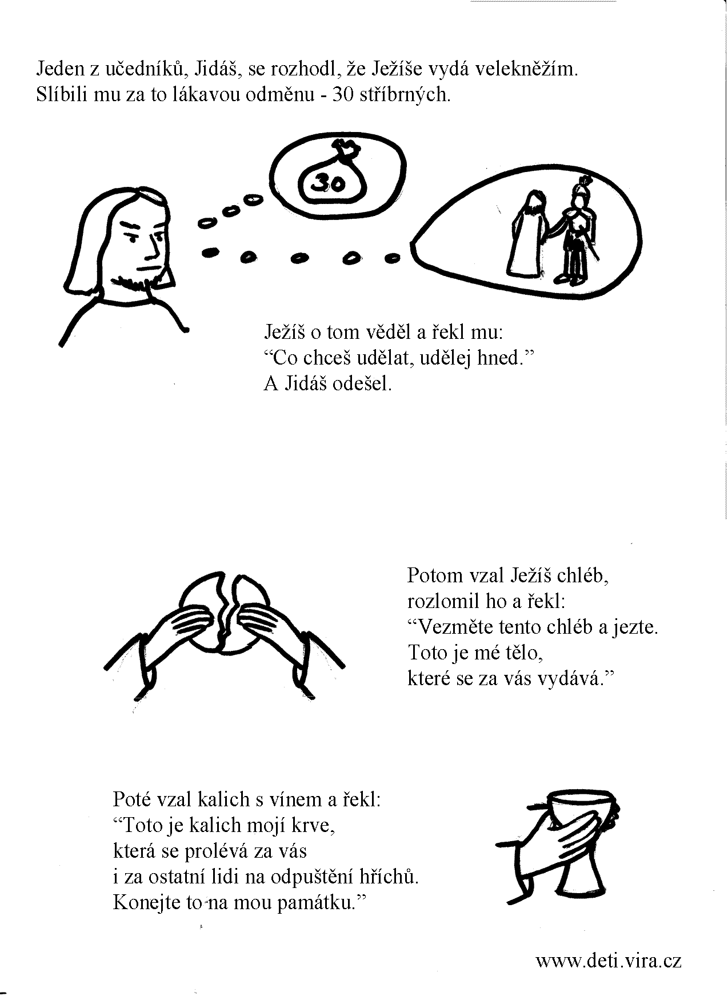 Jeden z učedníků, Jidáš, se rozhodl, že Ježíše vydá velekněžím.
Slíbili mu za to lákavou odměnu - 30 stříbrných.
30
Ježíš o tom věděl a řekl mu:
“Co chceš udělat, udělej hned.”
A Jidáš odešel.
Potom vzal Ježíš chléb,
rozlomil ho a řekl:
“Vezměte tento chléb a jezte.
Toto je mé tělo,
které se za vás vydává.”
Poté vzal kalich s vínem a řekl:
“Toto je kalich mojí krve,
která se prolévá za vás
i za ostatní lidi na odpuštění hříchů.
Konejte to na mou památku.”
www.deti.vira.cz